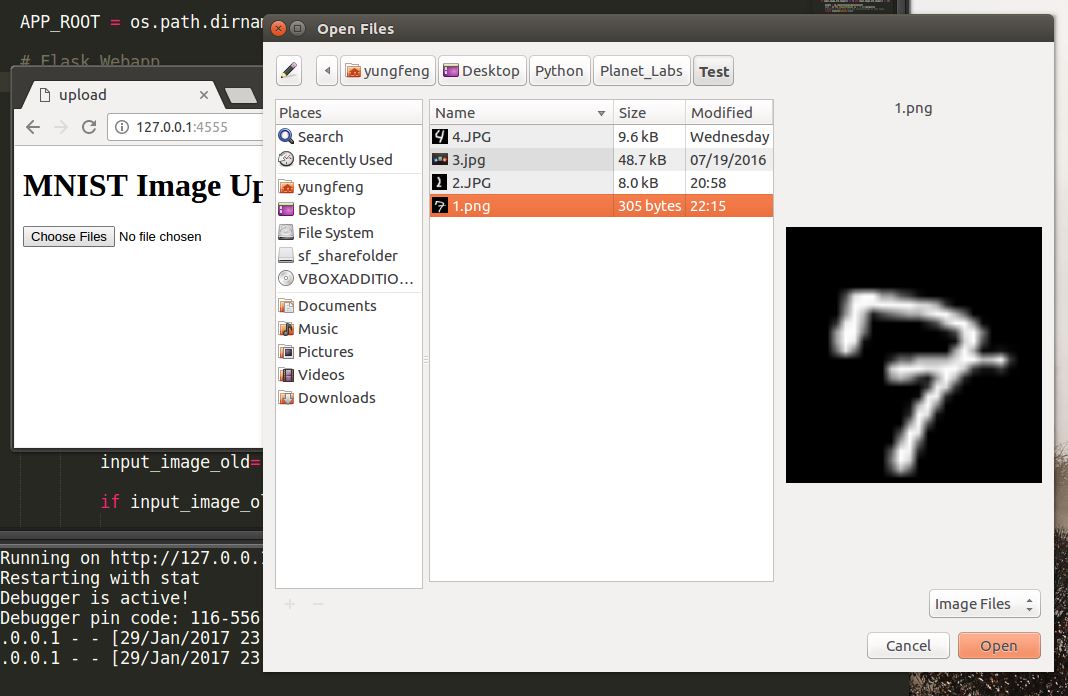 APP_ROOT = os.path.dirnam
# Flask Webapp
upload
127.0.0.1:4555
MNIST Image Up
Choose Files No file chosen
input_image_old=
if input_image_ol
Running on http://127.0.0.1
Restarting with stat
Debugger is active!
Debugger pin code: 116-556
.0.0.1 - - [29/Jan/2017 23
.0.0.1 - - [29/Jan/2017 23
Open Files
yungfeng Desktop Python Planet_Labs Test
Places
Search
Recently Used
yungfeng
Desktop
File System
sf_sharefolder
VBOXADDITIO...
Documents
Music
Pictures
Videos
Downloads
Name Size Modified
4.JPG 9.6 kB Wednesday
3.jpg 48.7 kB 07/19/2016
2.JPG 8.0 kB 20:58
1.png 305 bytes 22:15
1.png
7
Image Files
Cancel Open